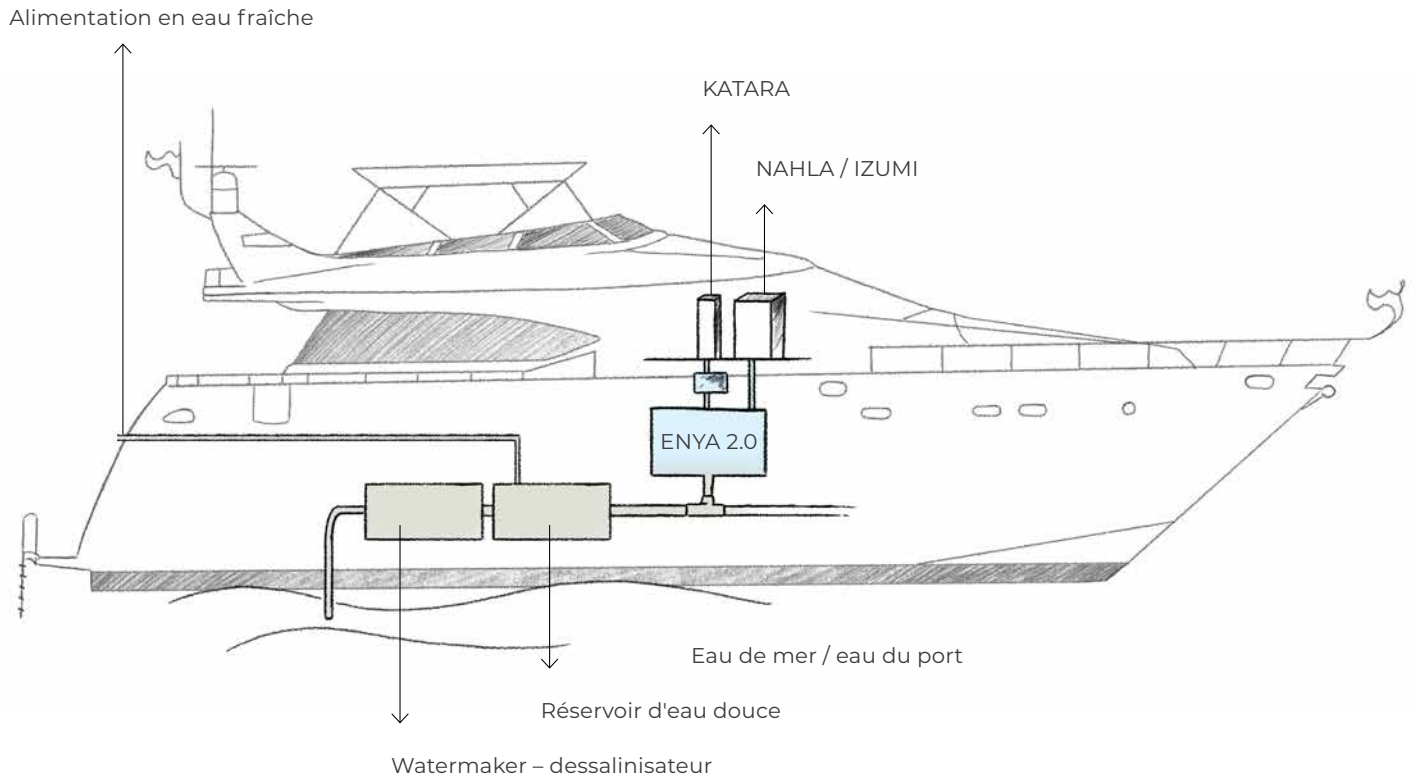 Alimentation en eau fraîche
KATARA
NAHLA / IZUMI
ENYA 2.0
Eau de mer / eau du port
Réservoir d'eau douce
Watermaker – dessalinisateur